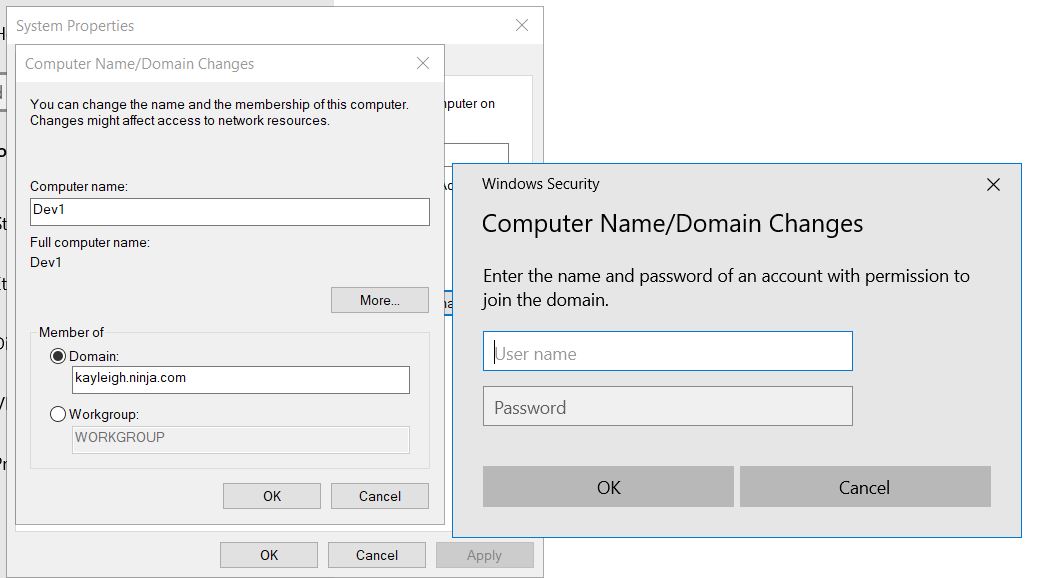 System Properties
Computer Name/Domain Changes
You can change the name and the membership of this computer.
Changes might affect access to network resources.
Computer name:
Dev1
Full computer name:
Dev1
More...
Member of
Domain:
kayleigh.ninja.com
Workgroup:
WORKGROUP
OK Cancel
OK Cancel Apply
on
Windows Security
Computer Name/Domain Changes
Enter the name and password of an account with permission to
join the domain.
User name
Password
OK Cancel